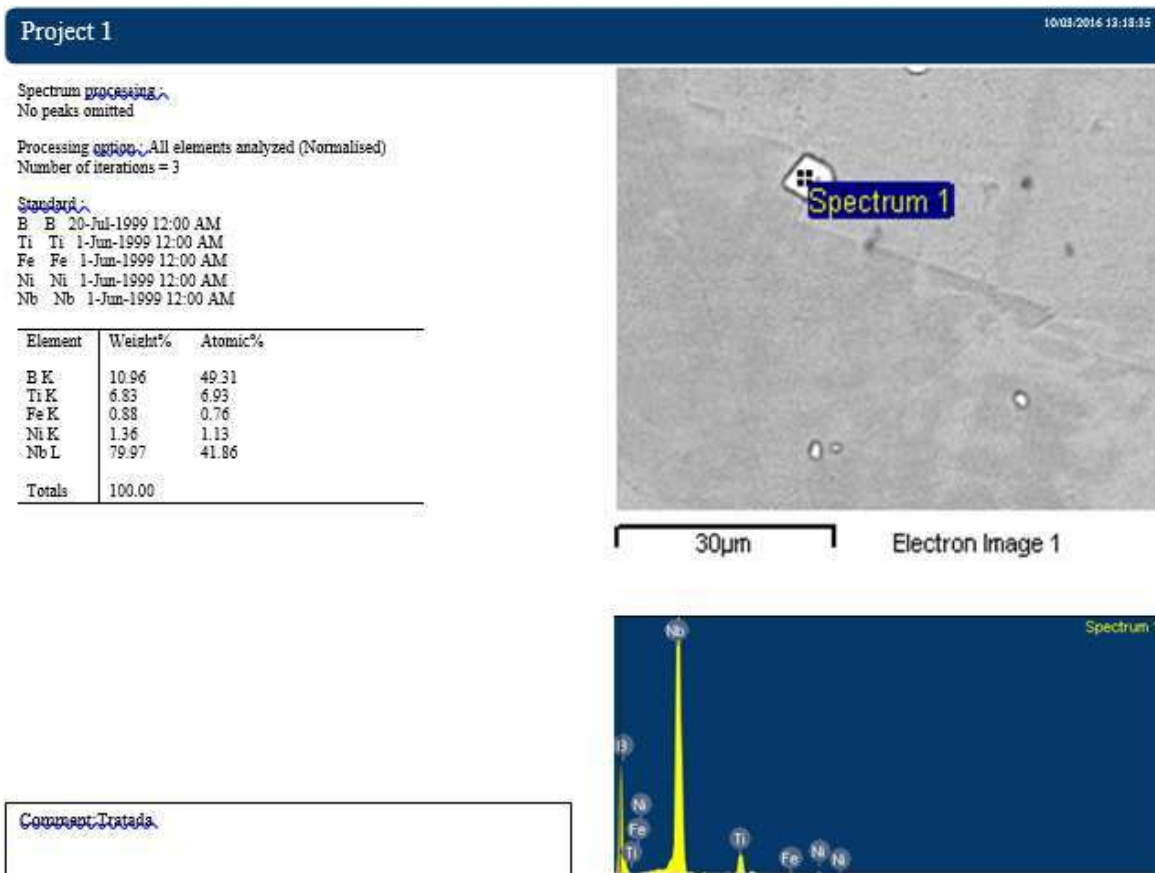 Project 1
10/03/2016 13:18:35
Spectrum processing :
No peaks omitted
Processing option : All elements analyzed (Normalised)
Number of iterations = 3
Standard :
B B 20-Jul-1999 12:00 AM
Ti Ti 1-Jun-1999 12:00 AM
Fe Fe 1-Jun-1999 12:00 AM
Ni Ni 1-Jun-1999 12:00 AM
Nb Nb 1-Jun-1999 12:00 AM
Element Weight% Atomic%
B K 10.96 49.31
Ti K 6.83 6.93
Fe K 0.88 0.76
Ni K 1.36 1.13
Nb L 79.97 41.86
Totals 100.00
Comment:Tratada
Spectrum 1
30µm
Electron Image 1
Spectrum 1
Nb
B
Ni
Fe
Ti
Ti
Fe
Ni
Ni